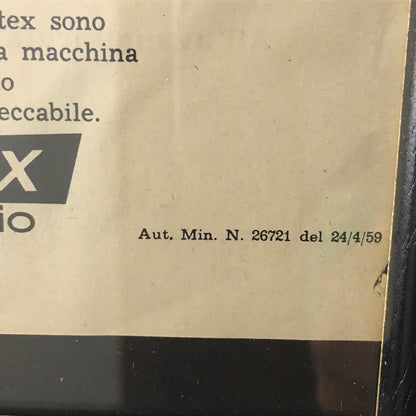 tex sono
a macchina
o
eccabile.
X
io
Aut. Min. N. 26721 del 24/4/59